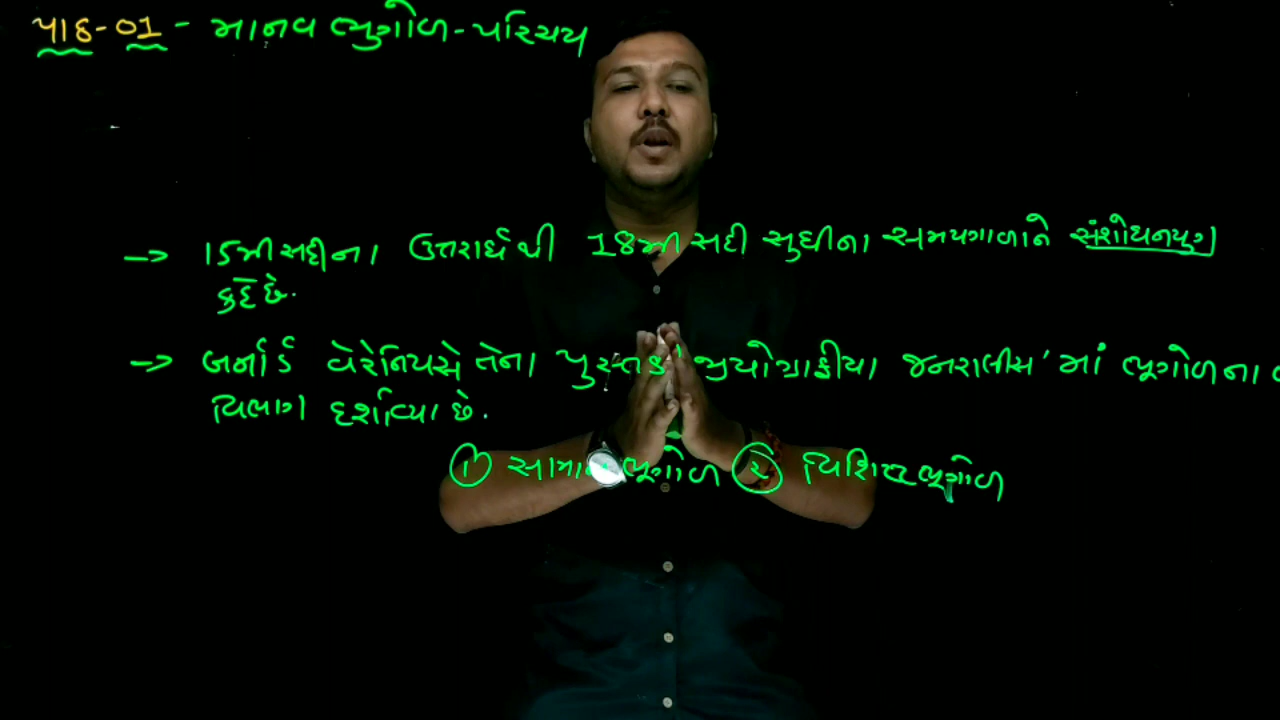 પાઠ-01 - માનવ ભૂગોળ-પરિચય
→ 15મી સદીના ઉત્તરાર્ધથી 18મી સદી સુધીના સમયગાળાને સંશોધનયુગ
કહે છે.
→ બર્નાર્ડ વેરેનિયસે તેના પુસ્તક 'જીયોગ્રાફીયા જનરાલીસ' માં ભૂગોળના
વિભાગ દર્શાવ્યા છે.
① સામાન્ય ભૂગોળ ② વિશિષ્ટ ભૂગોળ